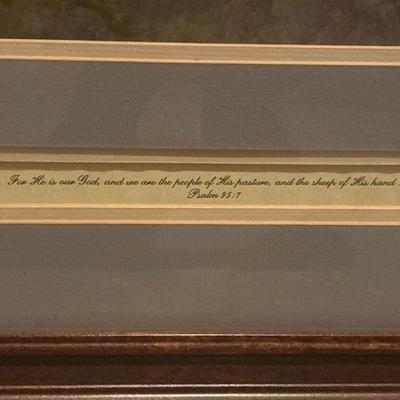 For He is our God, and we are the people of His pasture, and the sheep of His hand.
Psalm 95:7